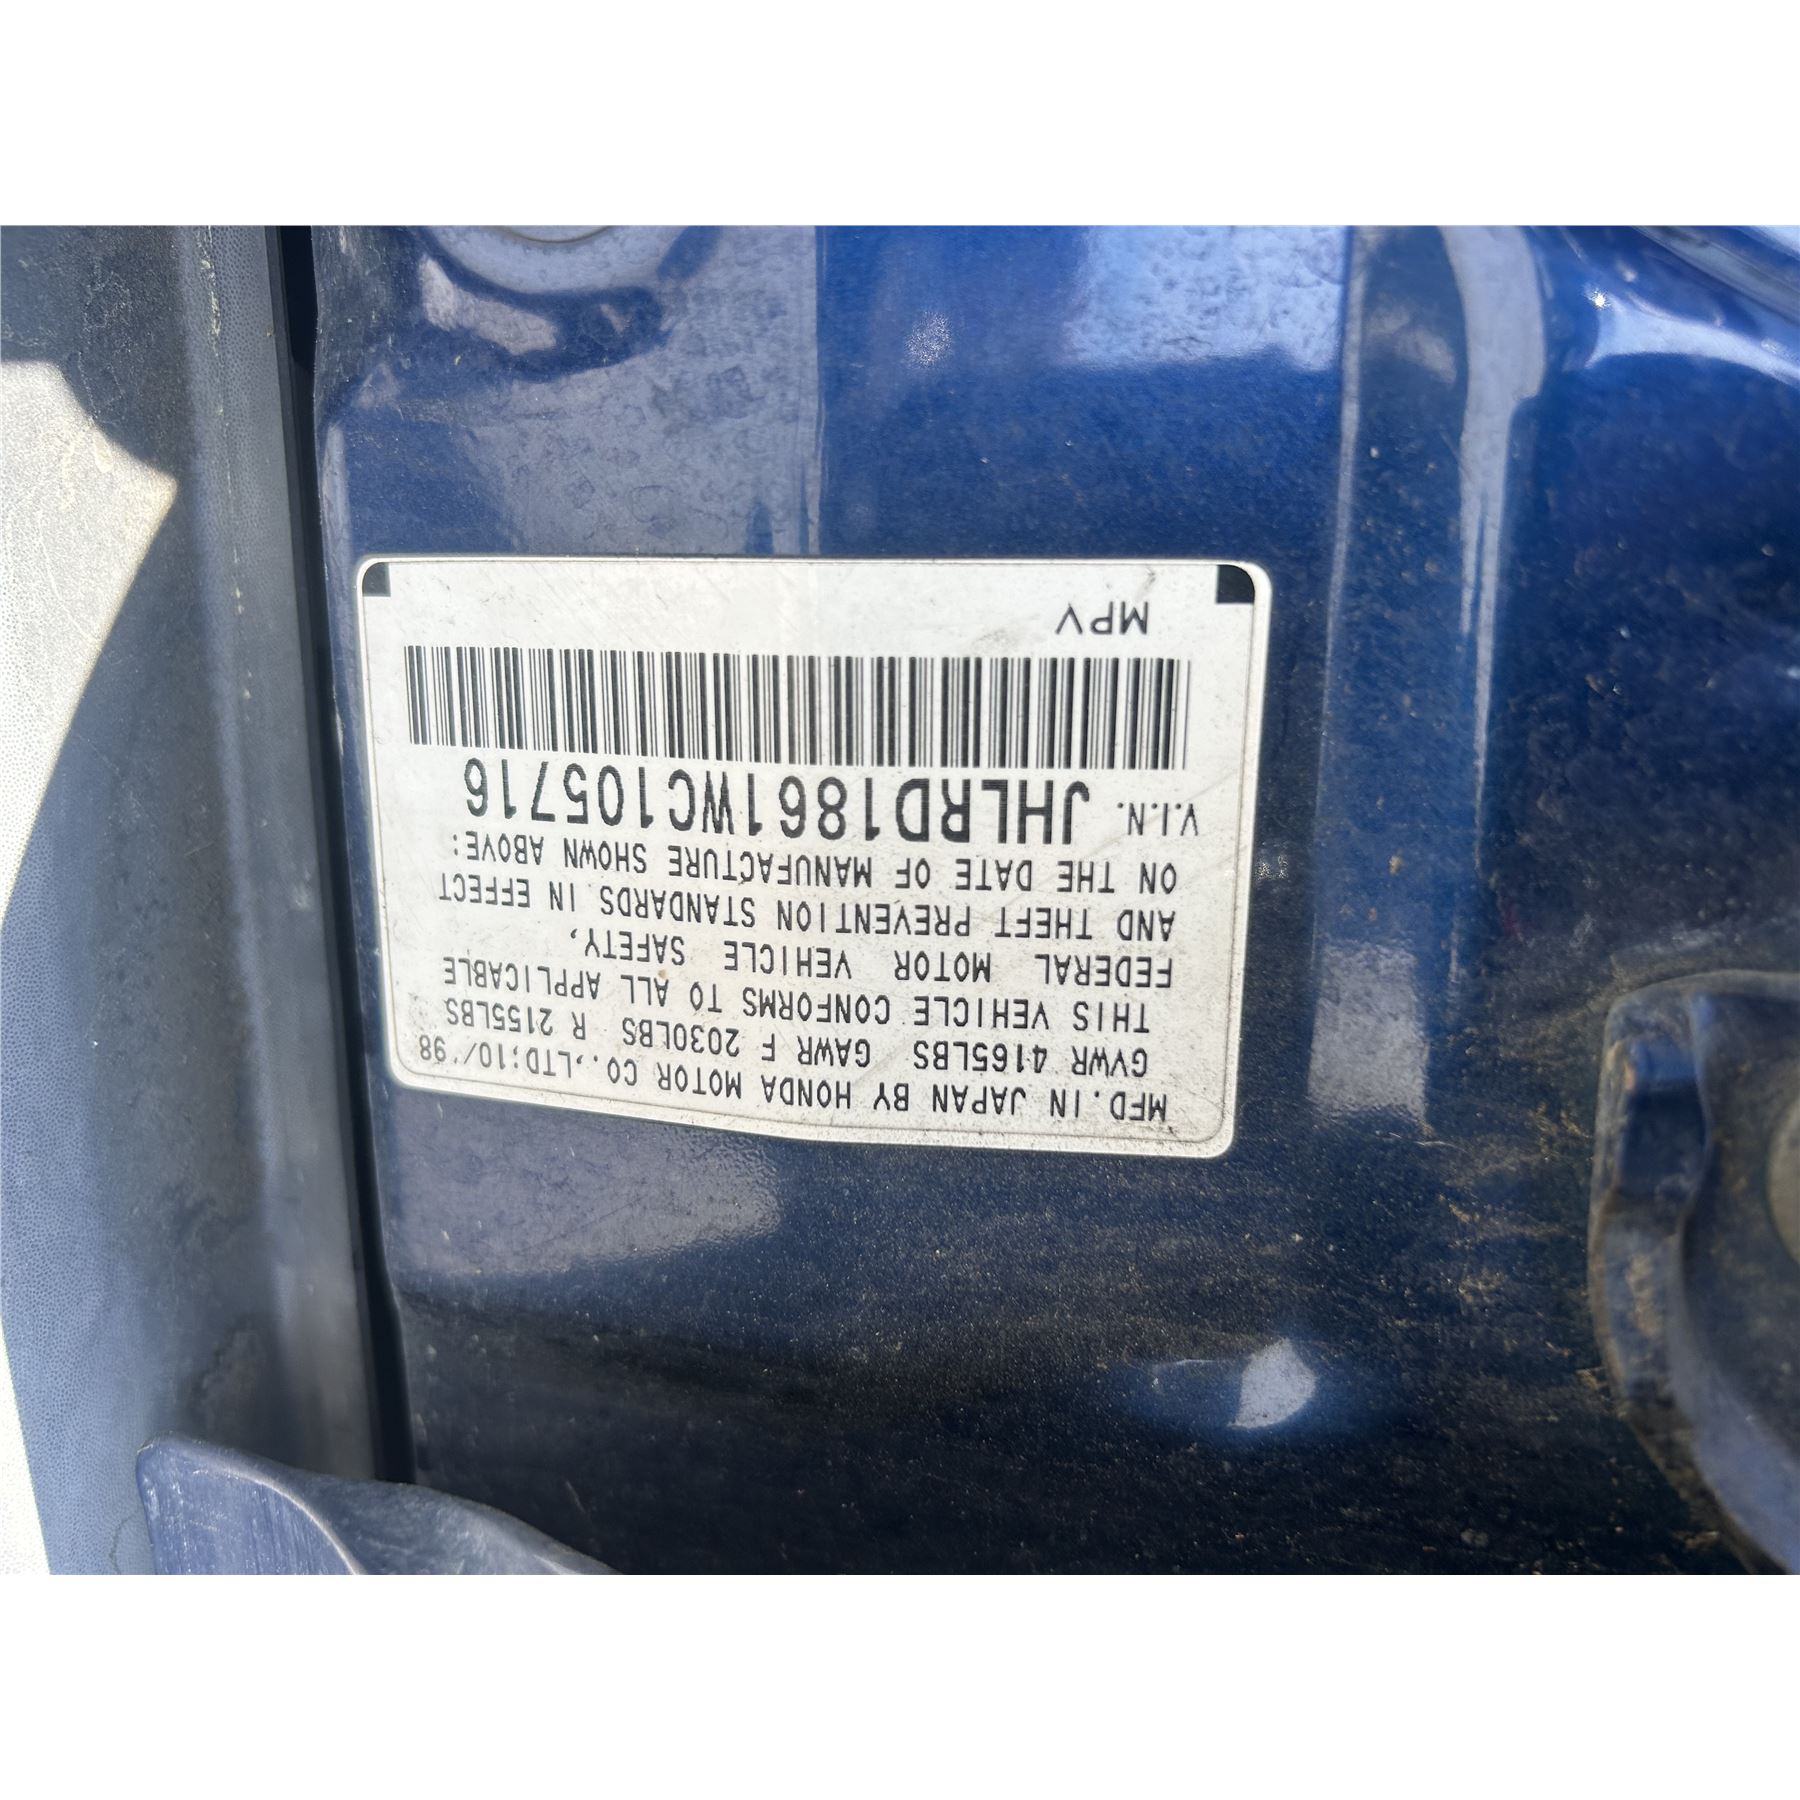 MFD. IN JAPAN BY HONDA MOTOR CO.,LTD;10/'98
GVWR 4165LBS GAWR F 2030LBS R 2155LBS
THIS VEHICLE CONFORMS TO ALL APPLICABLE
FEDERAL MOTOR VEHICLE SAFETY,
AND THEFT PREVENTION STANDARDS IN EFFECT
ON THE DATE OF MANUFACTURE SHOWN ABOVE:
V.I.N. JHLRD1861WC105716
MPV